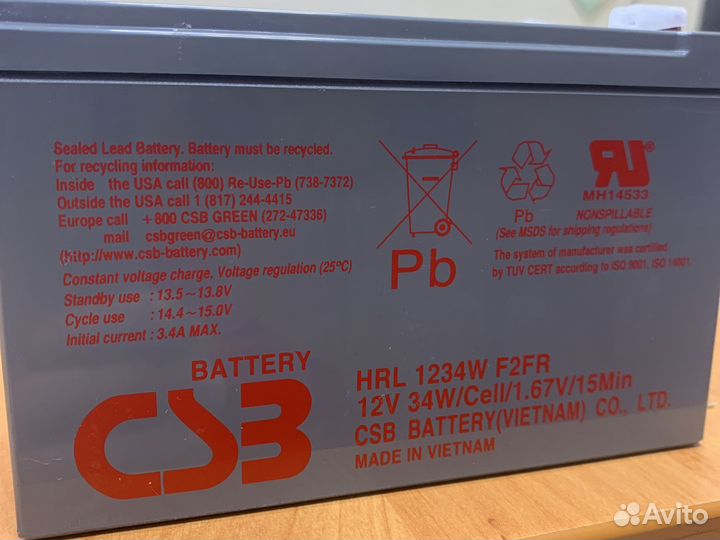 Sealed Lead Battery. Battery must be recycled.
For recycling information:
Inside the USA call (800) Re-Use-Pb (738-7372)
Outside the USA call 1 (817) 244-4415
Europe call +800 CSB GREEN (272-47336)
mail csbgreen@csb-battery.eu
(http://www.csb-battery.com)
Constant voltage charge, Voltage regulation (25ºC)
Standby use : 13.5~13.8V
Cycle use : 14.4~15.0V
Initial current : 3.4A MAX.
Pb
Pb
RU®
MH14533
NONSPILLABLE
(See MSDS for shipping regulations)
The system of manufacturer was certified
by TUV CERT according to ISO 9001, ISO 14001
BATTERY
CSB
HRL 1234W F2FR
12V 34W/Cell/1.67V/15Min
CSB BATTERY(VIETNAM) CO., LTD.
MADE IN VIETNAM
Avito